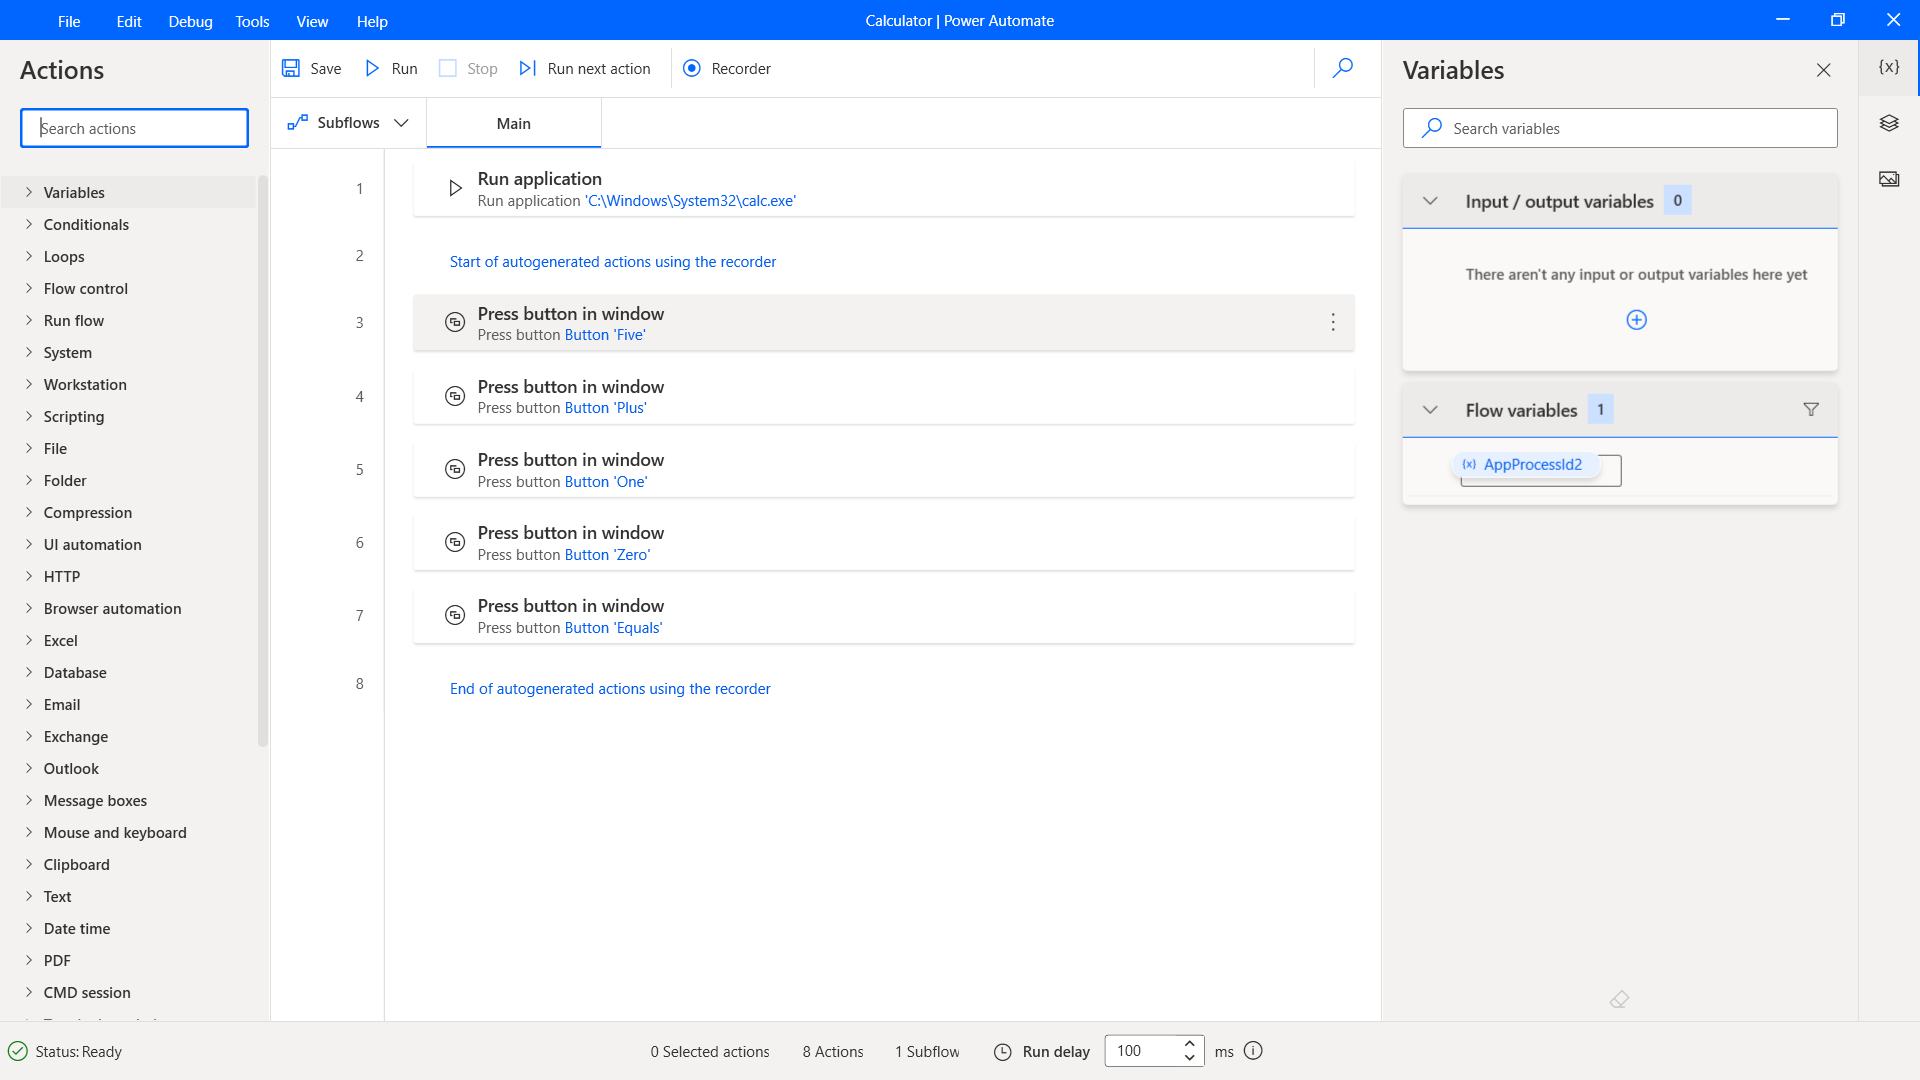 File Edit Debug Tools View Help
Calculator | Power Automate
Actions
Search actions
Variables
Conditionals
Loops
Flow control
Run flow
System
Workstation
Scripting
File
Folder
Compression
UI automation
HTTP
Browser automation
Excel
Database
Email
Exchange
Outlook
Message boxes
Mouse and keyboard
Clipboard
Text
Date time
PDF
CMD session
Save Run Stop Run next action Recorder
Subflows Main
1 Run application
Run application 'C:\Windows\System32\calc.exe'
2 Start of autogenerated actions using the recorder
3 Press button in window
Press button Button 'Five'
4 Press button in window
Press button Button 'Plus'
5 Press button in window
Press button Button 'One'
6 Press button in window
Press button Button 'Zero'
7 Press button in window
Press button Button 'Equals'
8 End of autogenerated actions using the recorder
Variables
{x}
Search variables
Input / output variables 0
There aren't any input or output variables here yet
Flow variables 1
(x) AppProcessId2
Status: Ready
0 Selected actions 8 Actions 1 Subflow Run delay 100 ms